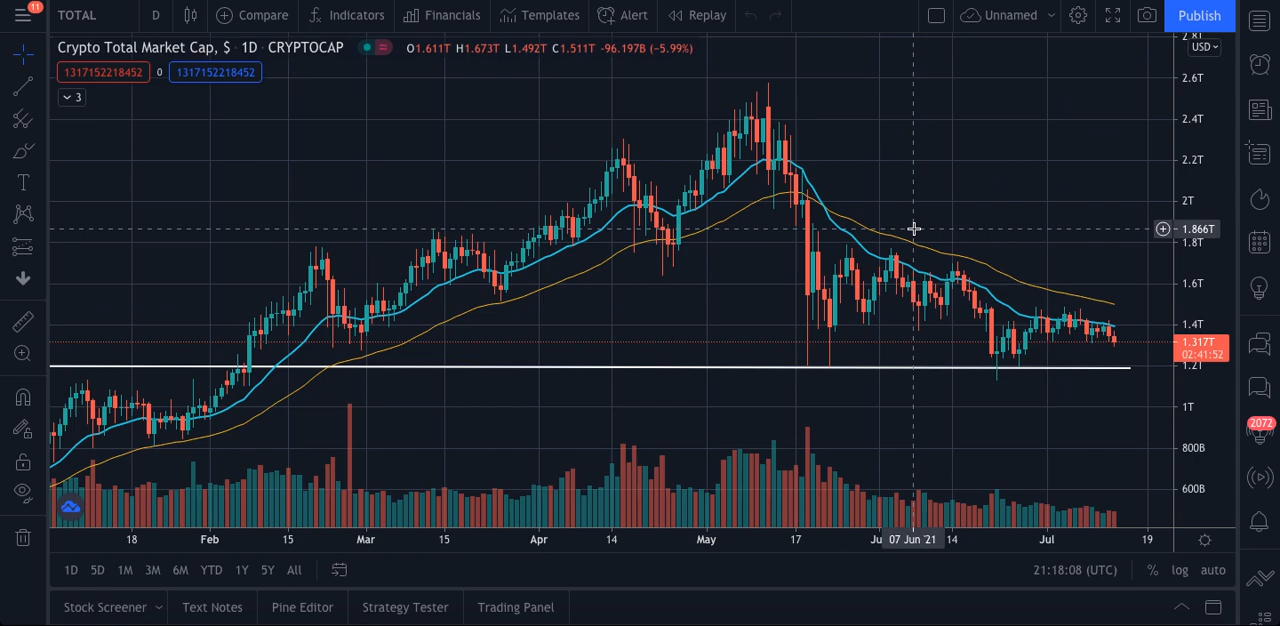 11
TOTAL D Compare Indicators Financials Templates Alert Replay Unnamed Publish
Crypto Total Market Cap, $ · 1D · CRYPTOCAP O1.611T H1.673T L1.492T C1.511T -96.197B (-5.99%)
1317152218452 0 1317152218452
3
2.8T
USD
2.6T
2.4T
2.2T
2T
1.866T
1.8T
1.6T
1.4T
1.317T
02:41:52
1.2T
1T
800B
600B
2072
18 Feb 15 Mar 15 Apr 14 May 17 Ju 07 Jun '21 14 Jul 19
1D 5D 1M 3M 6M YTD 1Y 5Y All 21:18:08 (UTC) % log auto
Stock Screener Text Notes Pine Editor Strategy Tester Trading Panel